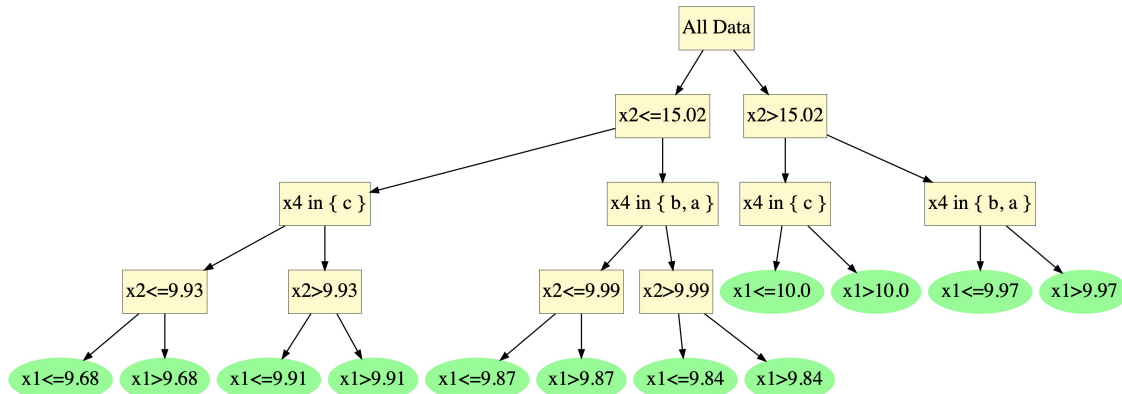 All Data
x2<=15.02
x2>15.02
x4 in { c }
x4 in { b, a }
x4 in { c }
x4 in { b, a }
x2<=9.93
x2>9.93
x2<=9.99
x2>9.99
x1<=10.0
x1>10.0
x1<=9.97
x1>9.97
x1<=9.68
x1>9.68
x1<=9.91
x1>9.91
x1<=9.87
x1>9.87
x1<=9.84
x1>9.84